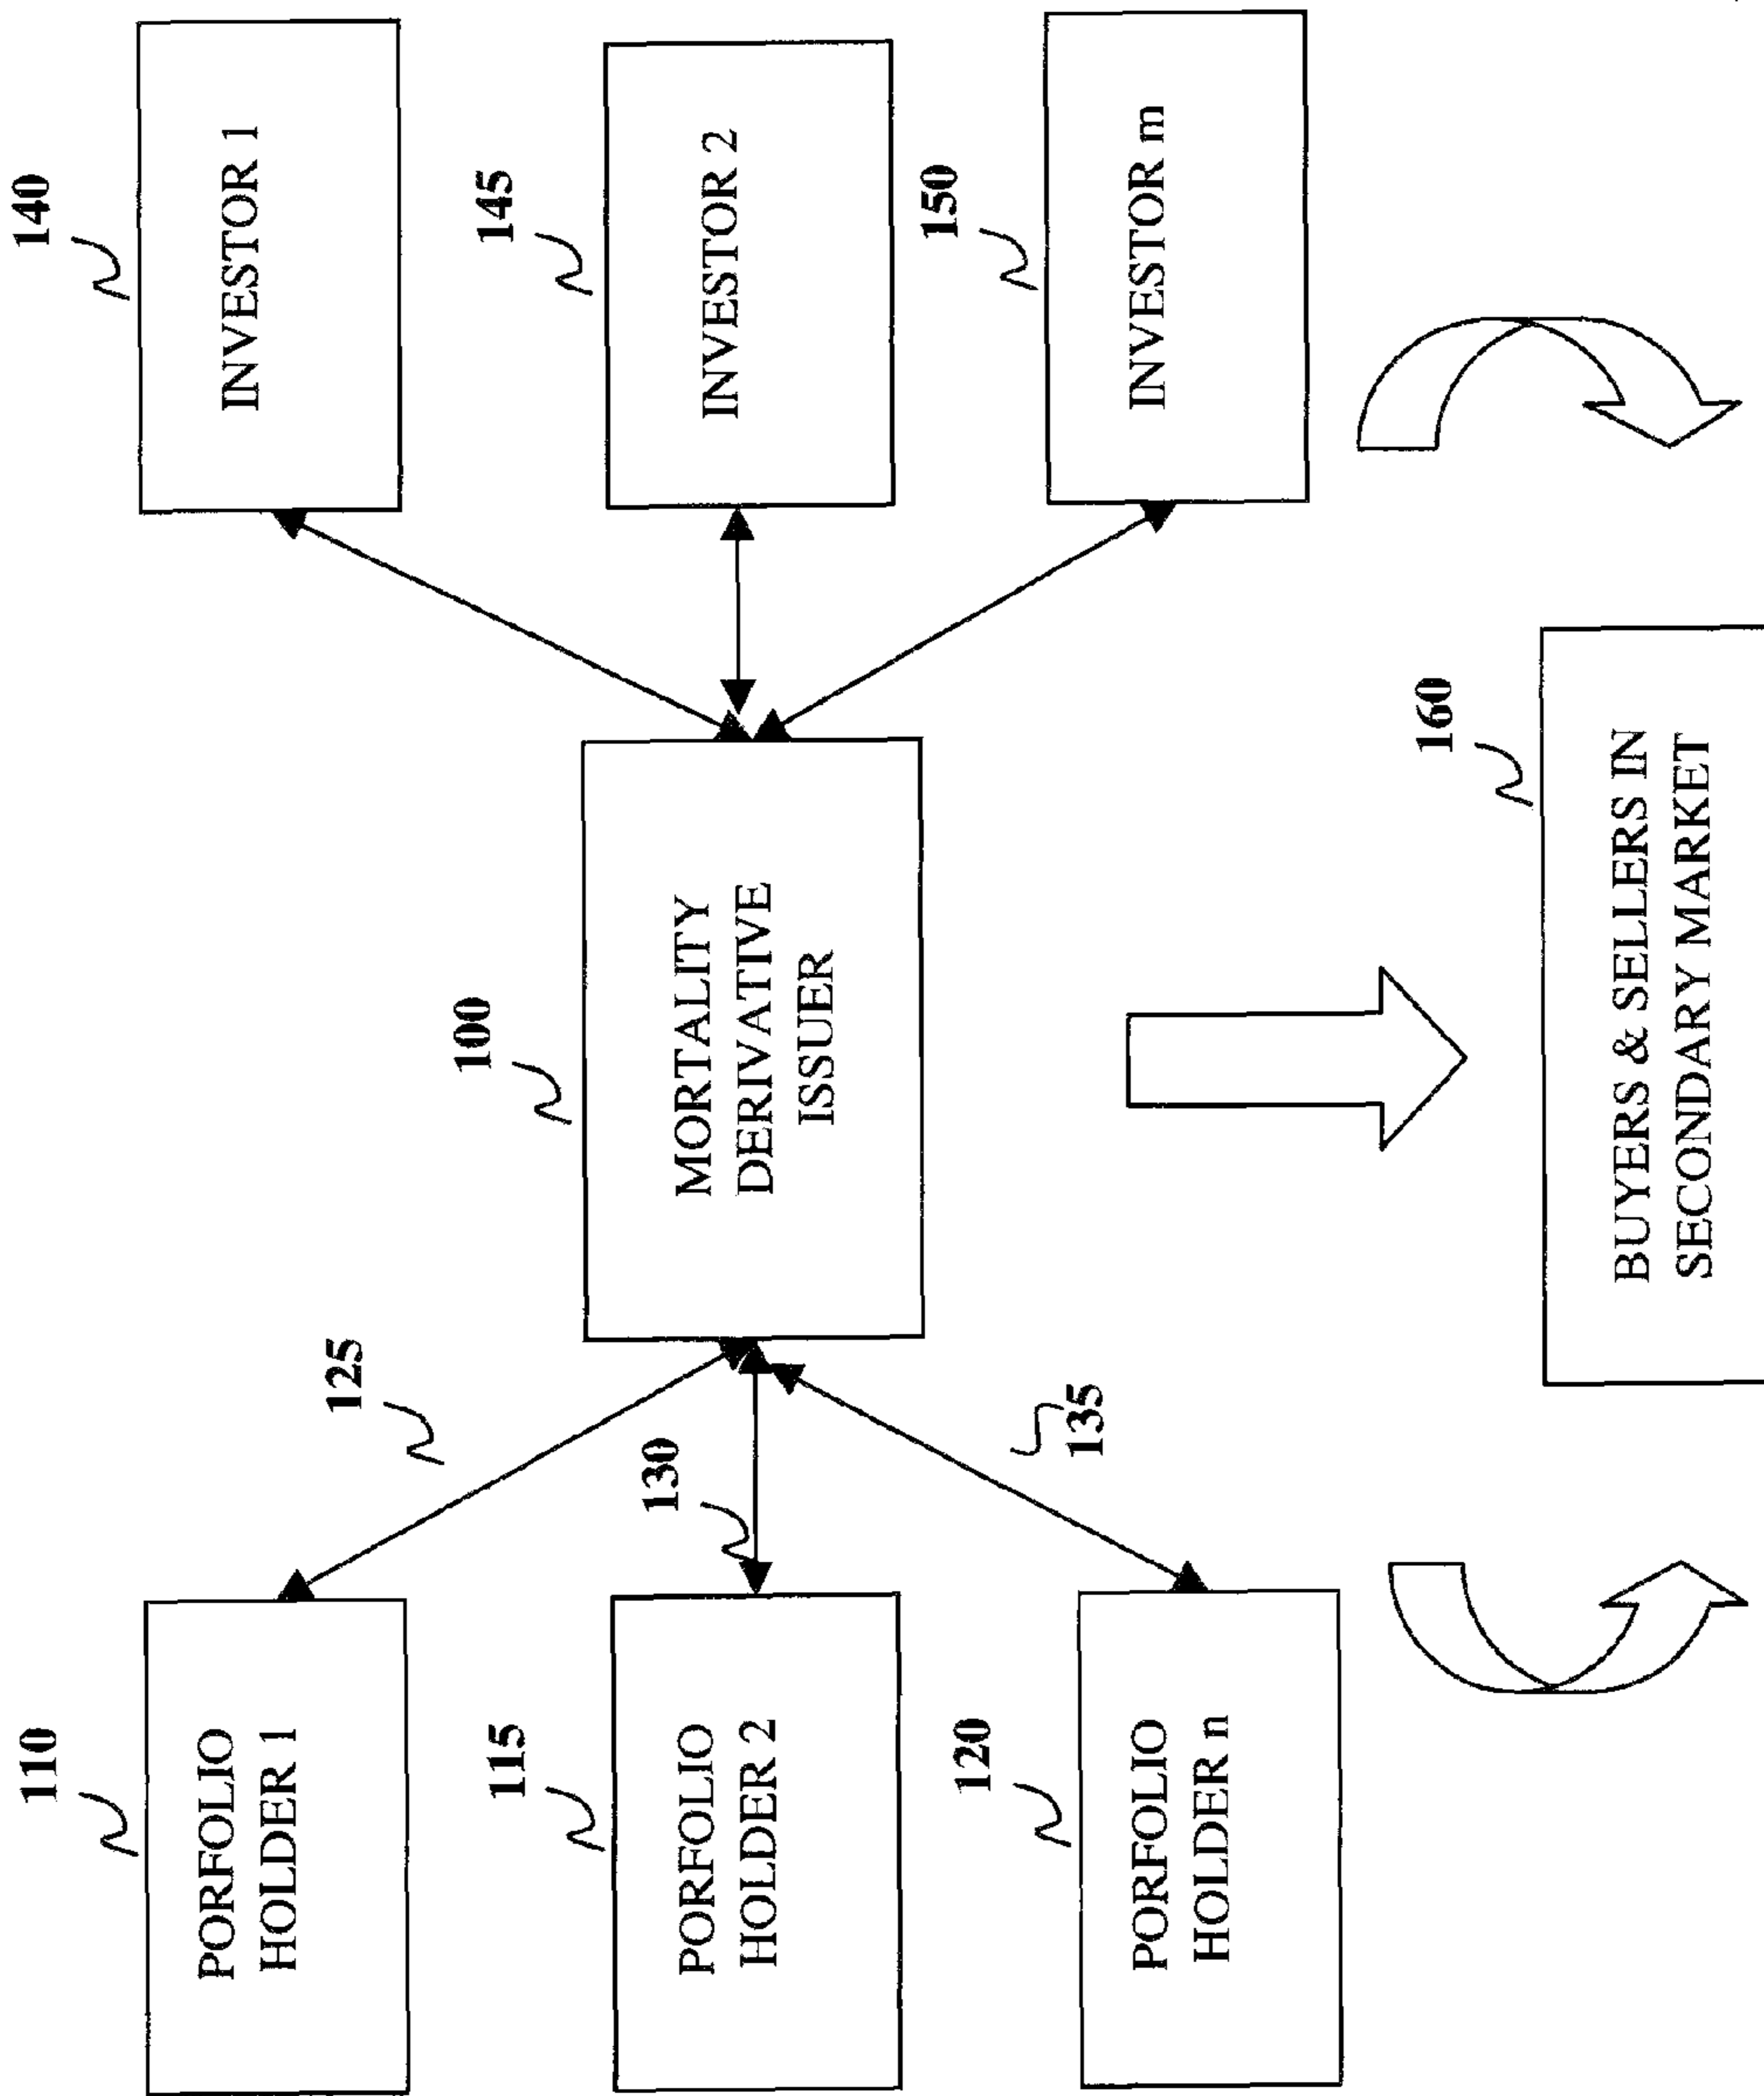 110
PORFOLIO
HOLDER 1
125
100
MORTALITY
DERIVATIVE
ISSUER
140
INVESTOR 1
115
PORFOLIO
HOLDER 2
130
145
INVESTOR 2
120
PORFOLIO
HOLDER n
135
150
INVESTOR m
160
BUYERS & SELLERS IN
SECONDARY MARKET